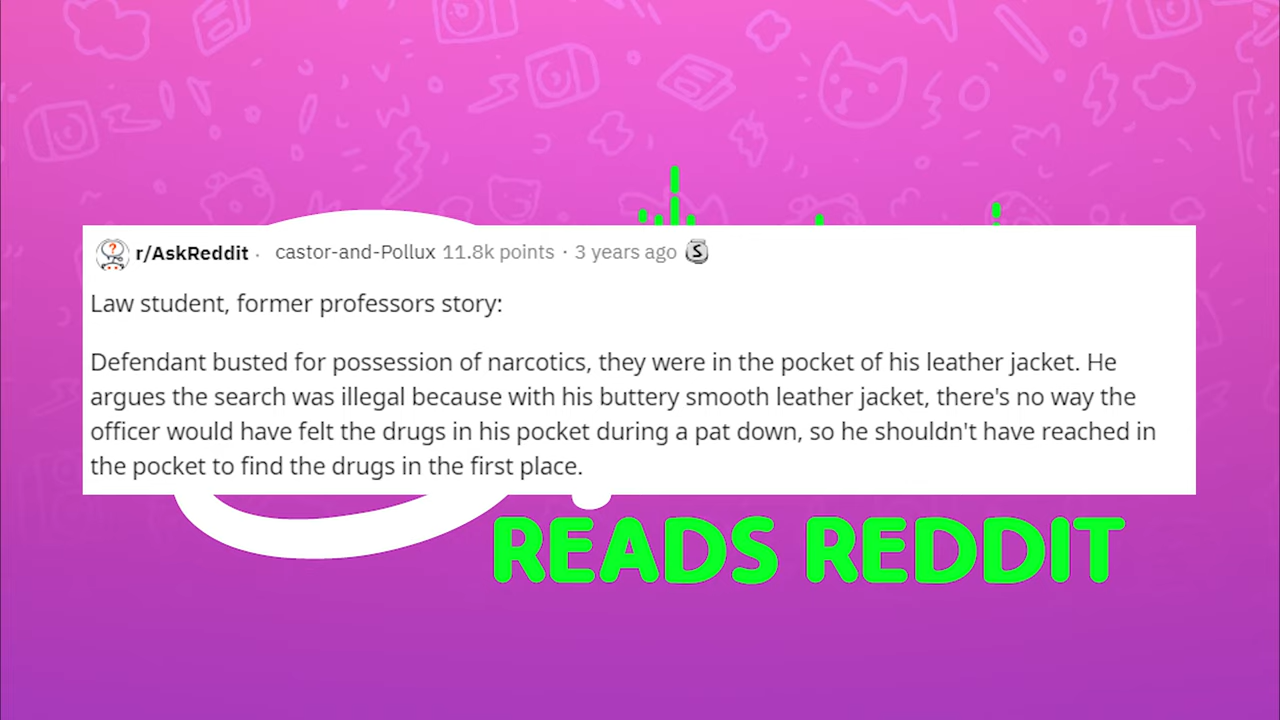 r/AskReddit · castor-and-Pollux 11.8k points · 3 years ago S
Law student, former professors story:
Defendant busted for possession of narcotics, they were in the pocket of his leather jacket. He
argues the search was illegal because with his buttery smooth leather jacket, there's no way the
officer would have felt the drugs in his pocket during a pat down, so he shouldn't have reached in
the pocket to find the drugs in the first place.
READS REDDIT